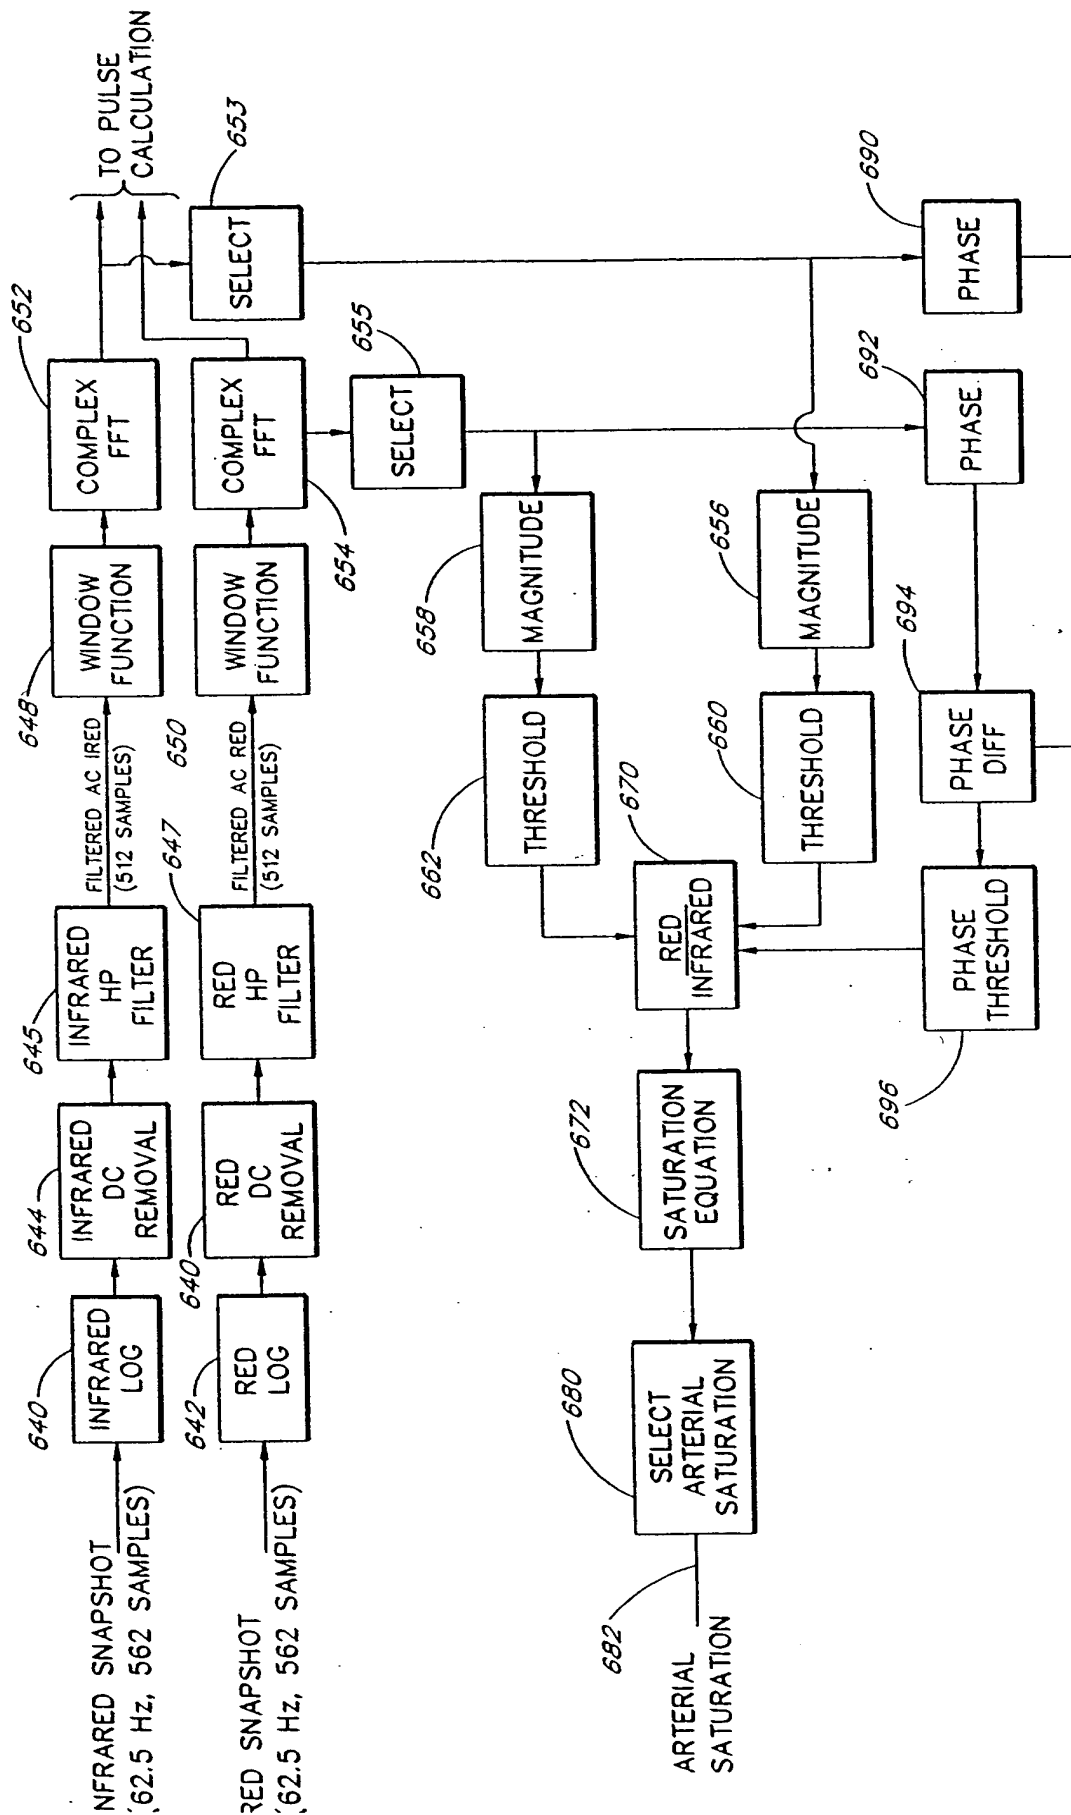 NFRARED SNAPSHOT
(62.5 Hz, 562 SAMPLES)
640
INFRARED
LOG
644
INFRARED
DC
REMOVAL
645
INFRARED
HP
FILTER
FILTERED AC IRED
(512 SAMPLES)
648
WINDOW
FUNCTION
652
COMPLEX
FFT
TO PULSE
CALCULATION
RED SNAPSHOT
(62.5 Hz, 562 SAMPLES)
642
RED
LOG
640
RED
DC
REMOVAL
647
RED
HP
FILTER
FILTERED AC RED
(512 SAMPLES)
650
WINDOW
FUNCTION
654
COMPLEX
FFT
653
SELECT
655
SELECT
658
MAGNITUDE
662
THRESHOLD
656
MAGNITUDE
660
THRESHOLD
670
RED
INFRARED
672
SATURATION
EQUATION
680
SELECT
ARTERIAL
SATURATION
682
ARTERIAL
SATURATION
690
PHASE
692
PHASE
694
PHASE
DIFF
696
PHASE
THRESHOLD